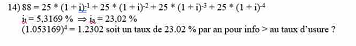 14) 88 = 25 * (1 + i)-1 + 25 * (1 + i)-2 + 25 * (1 + i)-3 + 25 * (1 + i)-4
it = 5,3169 % ⇒ ia = 23,02 %
(1.053169)4 = 1.2302 soit un taux de 23.02 % par an pour info > au taux d'usure ?